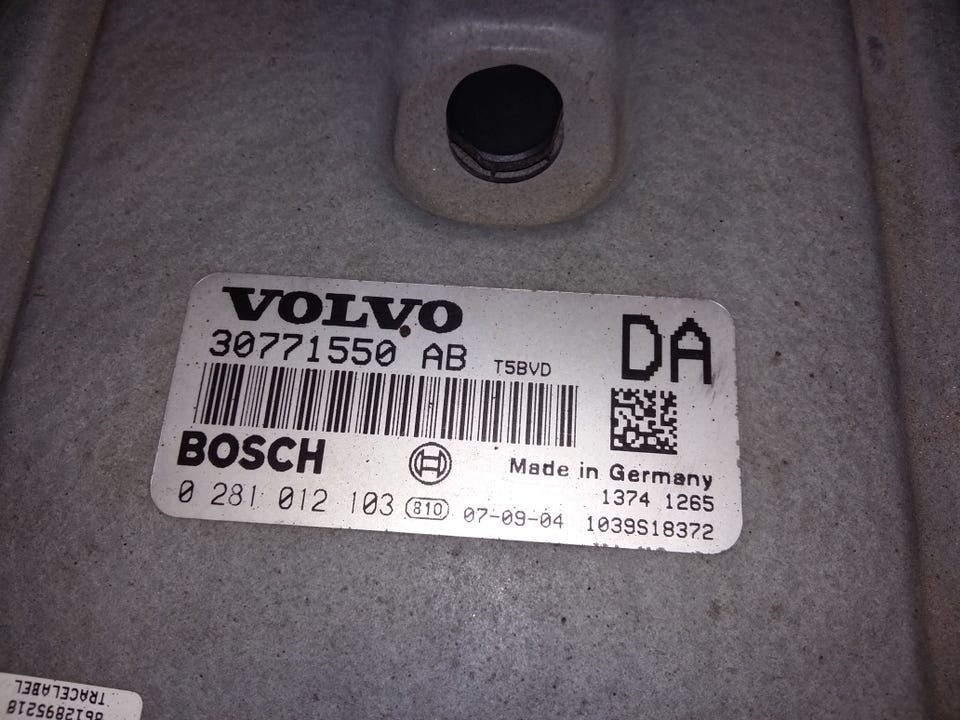 VOLVO
30771550 AB T5BVD
DA
BOSCH
Made in Germany
1374 1265
0 281 012 103 810 07-09-04 1039S18372
TRACELABEL
8612895210